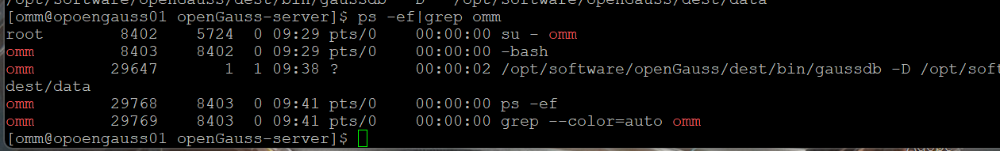 /opt/software/openGauss/dest/bin/gaussdb -D /opt/software/openGauss/dest/data
[omm@opoengauss01 openGauss-server]$ ps -ef|grep omm
root 8402 5724 0 09:29 pts/0 00:00:00 su - omm
omm 8403 8402 0 09:29 pts/0 00:00:00 -bash
omm 29647 1 1 09:38 ? 00:00:02 /opt/software/openGauss/dest/bin/gaussdb -D /opt/soft
dest/data
omm 29768 8403 0 09:41 pts/0 00:00:00 ps -ef
omm 29769 8403 0 09:41 pts/0 00:00:00 grep --color=auto omm
[omm@opoengauss01 openGauss-server]$